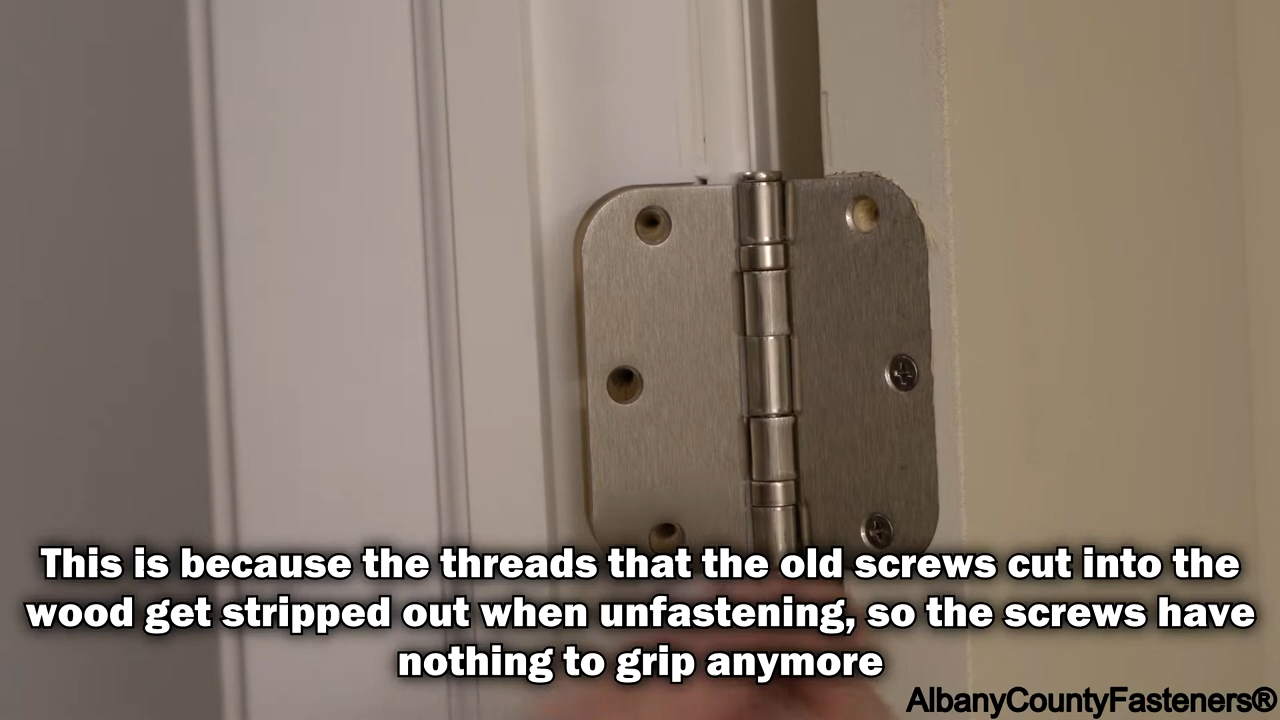 This is because the threads that the old screws cut into the
wood get stripped out when unfastening, so the screws have
nothing to grip anymore
AlbanyCountyFasteners®